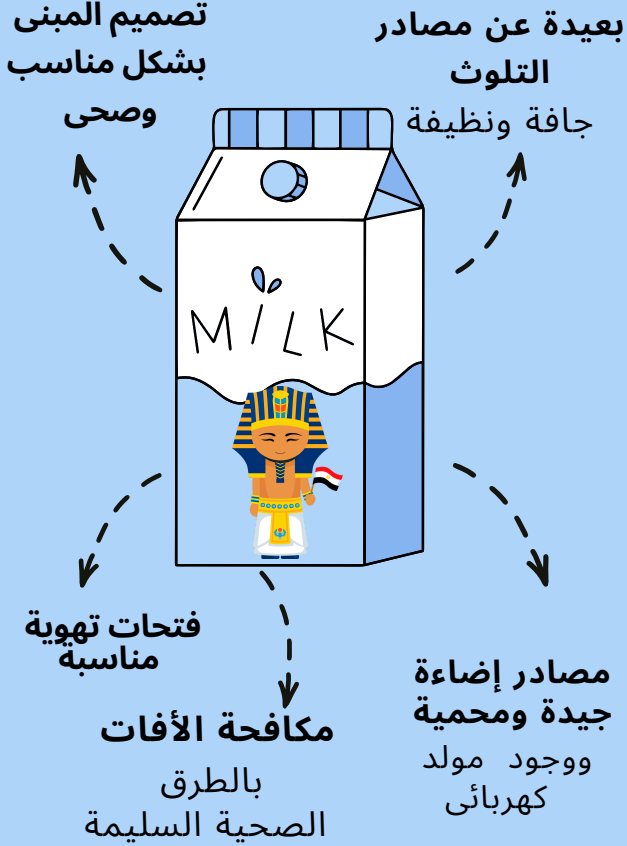 بعيدة عن مصادر
التلوث
جافة ونظيفة
تصميم المبنى
بشكل مناسب
وصحى
MILK
فتحات تهوية
مناسبة
مصادر إضاءة
جيدة ومحمية
ووجود مولد
كهربائى
مكافحة الأفات
بالطرق
الصحية السليمة